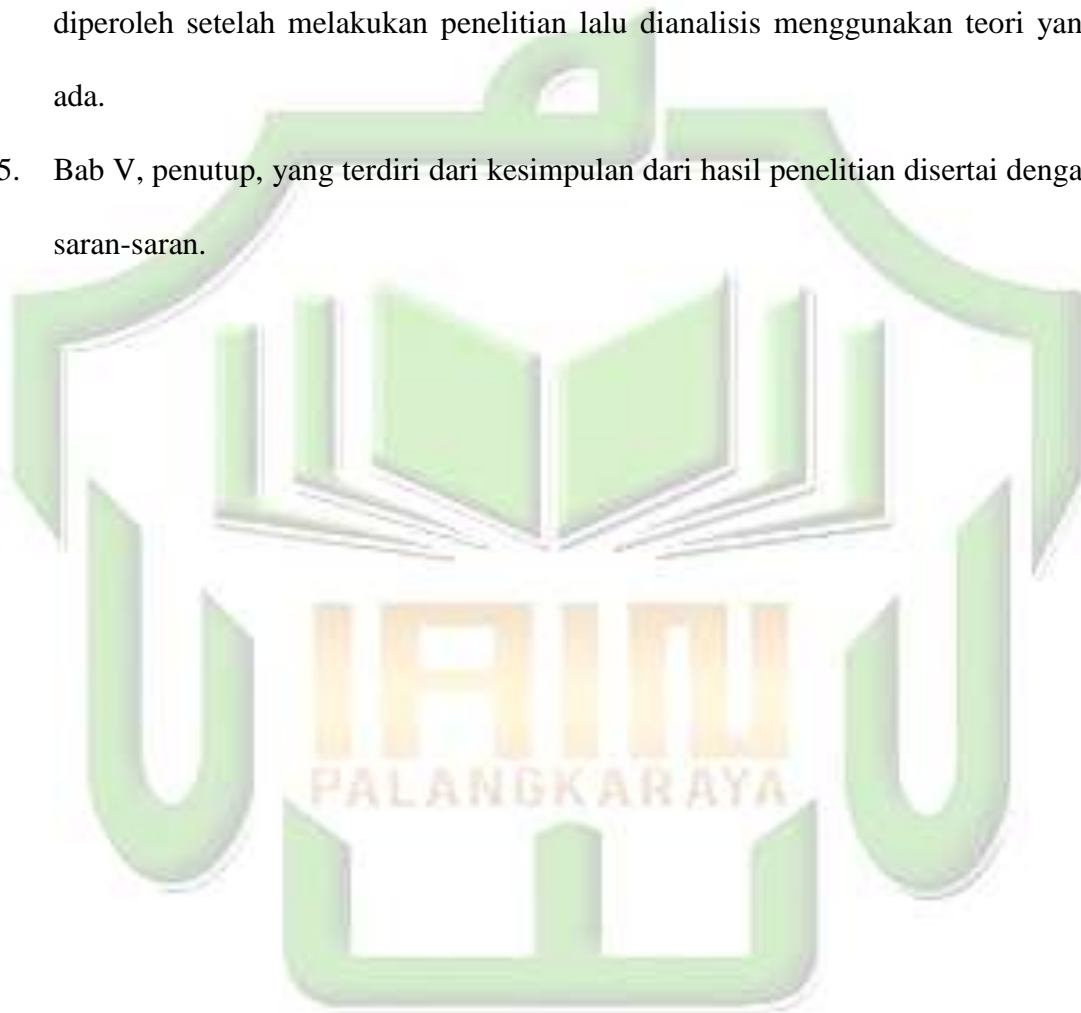 diperoleh setelah melakukan penelitian lalu dianalisis menggunakan teori yan
ada.
5. Bab V, penutup, yang terdiri dari kesimpulan dari hasil penelitian disertai denga
saran-saran.
IAIN
PALANGKARAYA